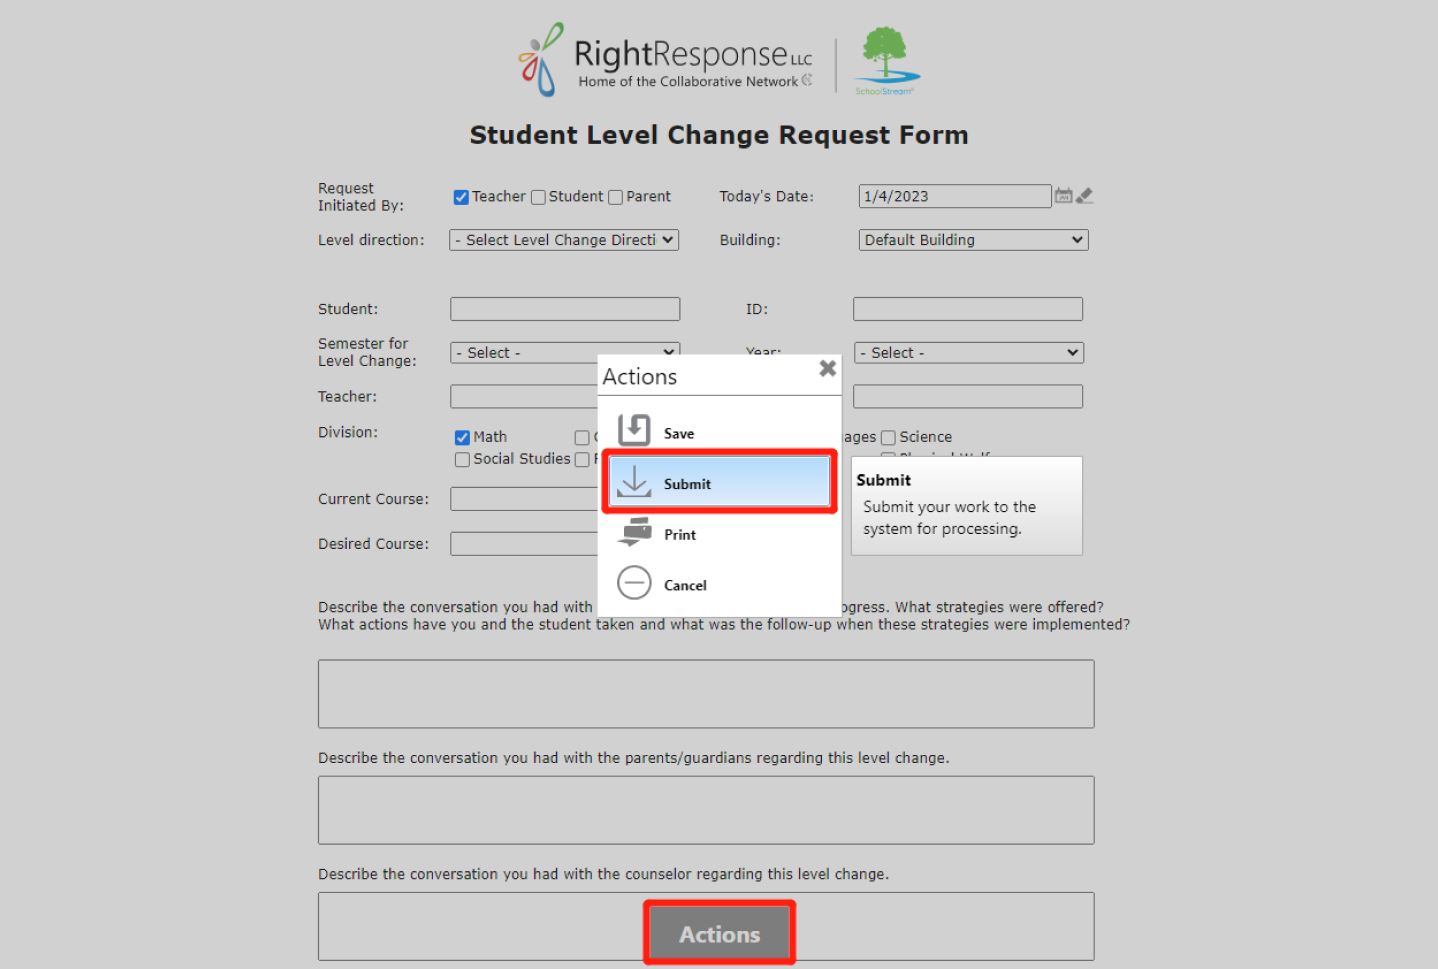 RightResponse LLC
Home of the Collaborative Network
SchoolStream®
Student Level Change Request Form
Request
Initiated By:
Teacher Student Parent
Today's Date:
1/4/2023
Level direction:
- Select Level Change Directi
Building:
Default Building
Student:
ID:
Semester for
Level Change:
- Select -
Year:
- Select -
Teacher:
Division:
Math
ages Science
Social Studies
Current Course:
Desired Course:
Actions
Save
Submit
Print
Cancel
Submit
Submit your work to the
system for processing.
Describe the conversation you had with ogress. What strategies were offered?
What actions have you and the student taken and what was the follow-up when these strategies were implemented?
Describe the conversation you had with the parents/guardians regarding this level change.
Describe the conversation you had with the counselor regarding this level change.
Actions